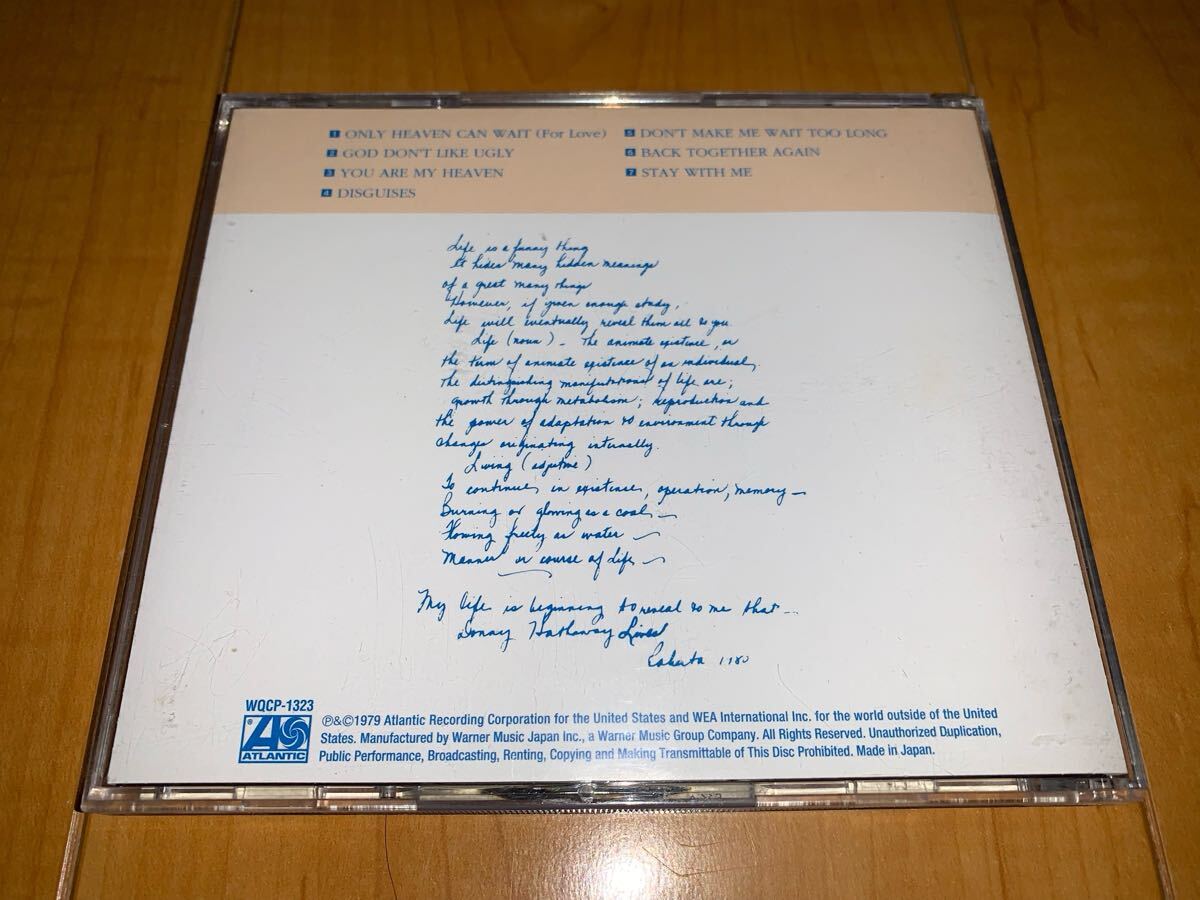 1 ONLY HEAVEN CAN WAIT (For Love)
2 GOD DON'T LIKE UGLY
3 YOU ARE MY HEAVEN
4 DISGUISES
5 DON'T MAKE ME WAIT TOO LONG
6 BACK TOGETHER AGAIN
7 STAY WITH ME
Life is a funny thing
It hides many hidden meanings
of a great many things
However, if given enough study,
Life will eventually reveal them all to you.
Life (noun) – The animate existence, or
the term of animate existence of an individual.
The distinguishing manifestations of life are;
growth through metabolism; reproduction and
the power of adaptation to environment through
changes originating internally.
Living (adjective)
To continue in existence, operation, memory –
Burning or glowing as a coal –
Flowing freely as water –
Manner or course of Life –
My life is beginning to reveal to me that...
Donny Hathaway Lives!
Roberta 1980
WQCP-1323
ATLANTIC
℗&©1979 Atlantic Recording Corporation for the United States and WEA International Inc. for the world outside of the United
States. Manufactured by Warner Music Japan Inc., a Warner Music Group Company. All Rights Reserved. Unauthorized Duplication,
Public Performance, Broadcasting, Renting, Copying and Making Transmittable of This Disc Prohibited. Made in Japan.